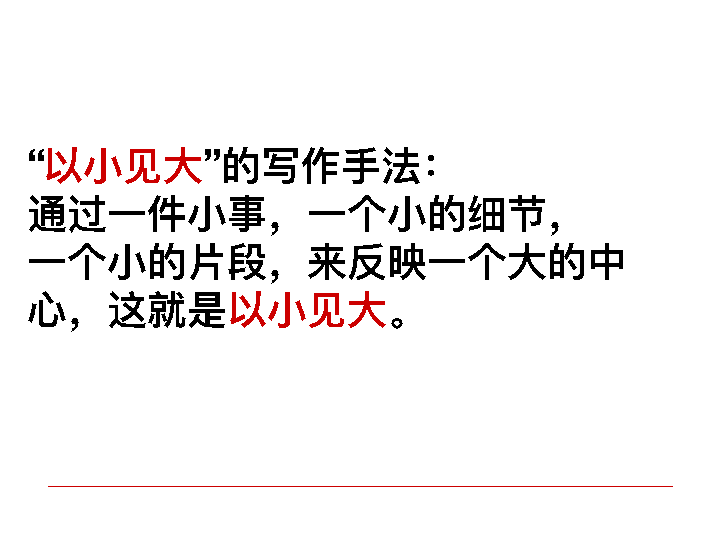 “以小见大”的写作手法：
通过一件小事，一个小的细节，
一个小的片段，来反映一个大的中
心，这就是以小见大。